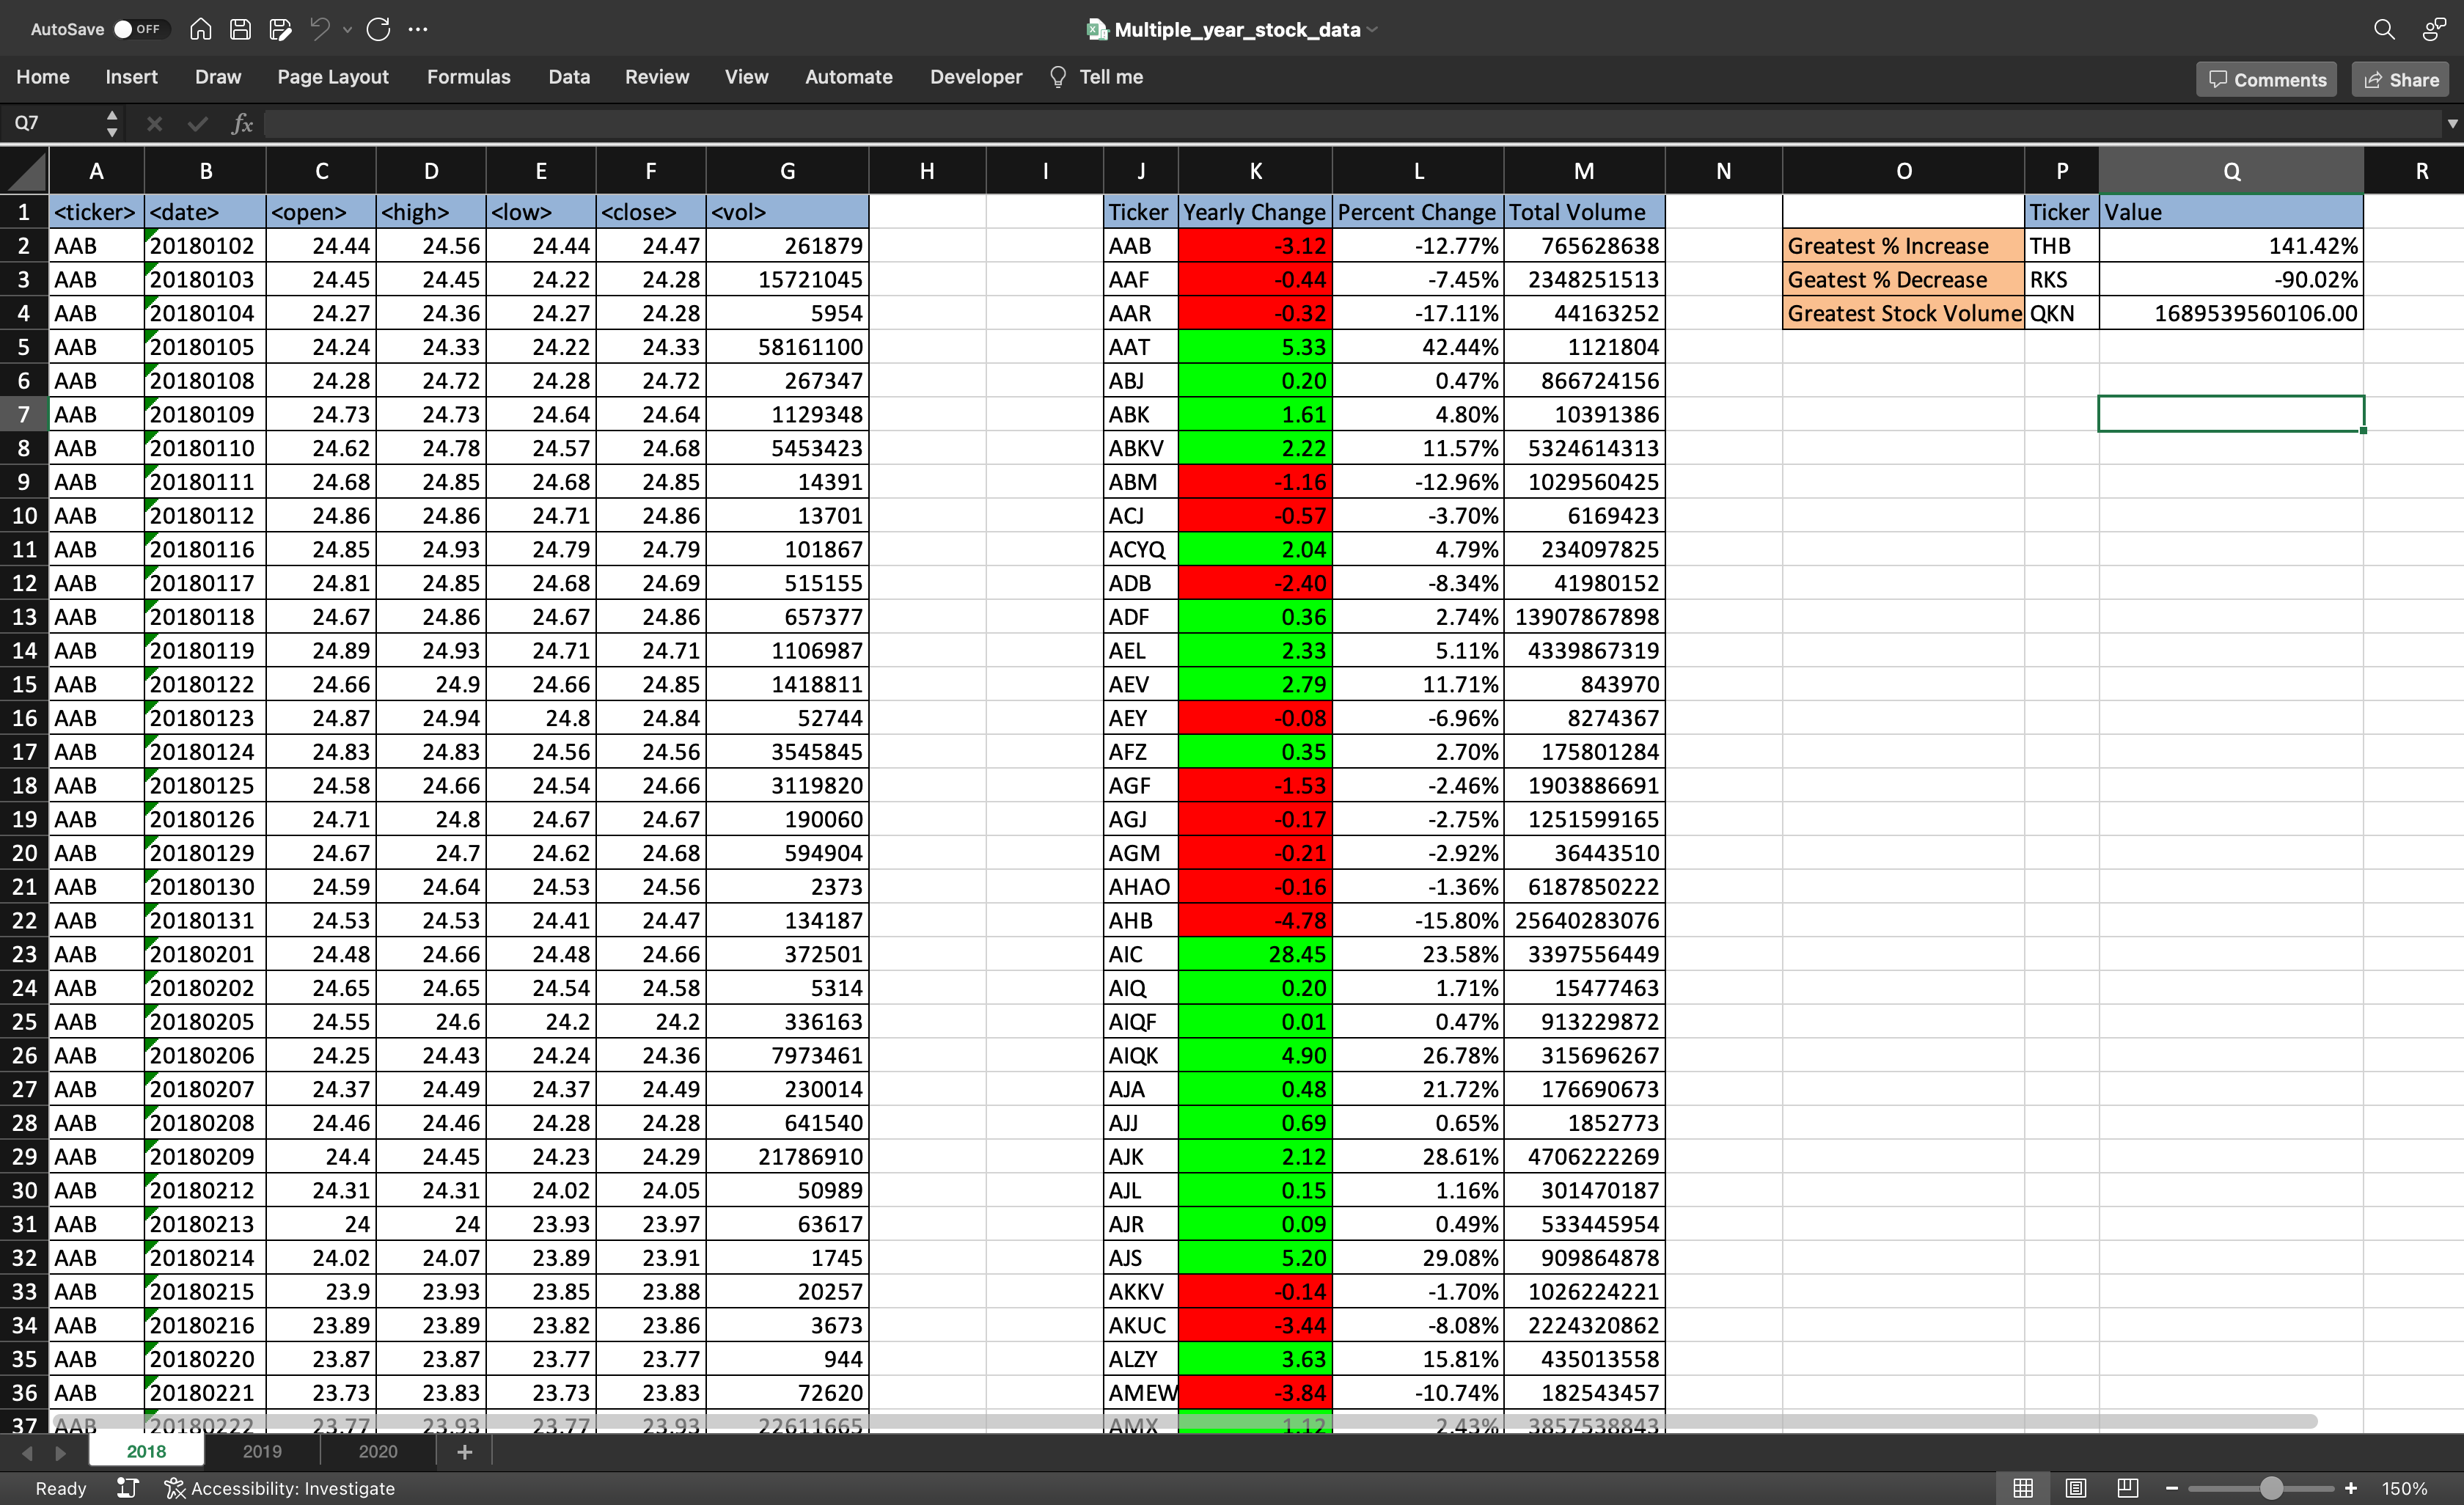 AutoSave OFF Multiple_year_stock_data
Home Insert Draw Page Layout Formulas Data Review View Automate Developer Tell me Comments Share
Q7 fx
A B C D E F G H I J K L M N O P Q R
1 <ticker> <date> <open> <high> <low> <close> <vol> Ticker Yearly Change Percent Change Total Volume Ticker Value
2 AAB 20180102 24.44 24.56 24.44 24.47 261879 AAB -3.12 -12.77% 765628638 Greatest % Increase THB 141.42%
3 AAB 20180103 24.45 24.45 24.22 24.28 15721045 AAF -0.44 -7.45% 2348251513 Geatest % Decrease RKS -90.02%
4 AAB 20180104 24.27 24.36 24.27 24.28 5954 AAR -0.32 -17.11% 44163252 Greatest Stock Volume QKN 1689539560106.00
5 AAB 20180105 24.24 24.33 24.22 24.33 58161100 AAT 5.33 42.44% 1121804
6 AAB 20180108 24.28 24.72 24.28 24.72 267347 ABJ 0.20 0.47% 866724156
7 AAB 20180109 24.73 24.73 24.64 24.64 1129348 ABK 1.61 4.80% 10391386
8 AAB 20180110 24.62 24.78 24.57 24.68 5453423 ABKV 2.22 11.57% 5324614313
9 AAB 20180111 24.68 24.85 24.68 24.85 14391 ABM -1.16 -12.96% 1029560425
10 AAB 20180112 24.86 24.86 24.71 24.86 13701 ACJ -0.57 -3.70% 6169423
11 AAB 20180116 24.85 24.93 24.79 24.79 101867 ACYQ 2.04 4.79% 234097825
12 AAB 20180117 24.81 24.85 24.68 24.69 515155 ADB -2.40 -8.34% 41980152
13 AAB 20180118 24.67 24.86 24.67 24.86 657377 ADF 0.36 2.74% 13907867898
14 AAB 20180119 24.89 24.93 24.71 24.71 1106987 AEL 2.33 5.11% 4339867319
15 AAB 20180122 24.66 24.9 24.66 24.85 1418811 AEV 2.79 11.71% 843970
16 AAB 20180123 24.87 24.94 24.8 24.84 52744 AEY -0.08 -6.96% 8274367
17 AAB 20180124 24.83 24.83 24.56 24.56 3545845 AFZ 0.35 2.70% 175801284
18 AAB 20180125 24.58 24.66 24.54 24.66 3119820 AGF -1.53 -2.46% 1903886691
19 AAB 20180126 24.71 24.8 24.67 24.67 190060 AGJ -0.17 -2.75% 1251599165
20 AAB 20180129 24.67 24.7 24.62 24.68 594904 AGM -0.21 -2.92% 36443510
21 AAB 20180130 24.59 24.64 24.53 24.56 2373 AHAO -0.16 -1.36% 6187850222
22 AAB 20180131 24.53 24.53 24.41 24.47 134187 AHB -4.78 -15.80% 25640283076
23 AAB 20180201 24.48 24.66 24.48 24.66 372501 AIC 28.45 23.58% 3397556449
24 AAB 20180202 24.65 24.65 24.54 24.58 5314 AIQ 0.20 1.71% 15477463
25 AAB 20180205 24.55 24.6 24.2 24.2 336163 AIQF 0.01 0.47% 913229872
26 AAB 20180206 24.25 24.43 24.24 24.36 7973461 AIQK 4.90 26.78% 315696267
27 AAB 20180207 24.37 24.49 24.37 24.49 230014 AJA 0.48 21.72% 176690673
28 AAB 20180208 24.46 24.46 24.28 24.28 641540 AJJ 0.69 0.65% 1852773
29 AAB 20180209 24.4 24.45 24.23 24.29 21786910 AJK 2.12 28.61% 4706222269
30 AAB 20180212 24.31 24.31 24.02 24.05 50989 AJL 0.15 1.16% 301470187
31 AAB 20180213 24 24 23.93 23.97 63617 AJR 0.09 0.49% 533445954
32 AAB 20180214 24.02 24.07 23.89 23.91 1745 AJS 5.20 29.08% 909864878
33 AAB 20180215 23.9 23.93 23.85 23.88 20257 AKKV -0.14 -1.70% 1026224221
34 AAB 20180216 23.89 23.89 23.82 23.86 3673 AKUC -3.44 -8.08% 2224320862
35 AAB 20180220 23.87 23.87 23.77 23.77 944 ALZY 3.63 15.81% 435013558
36 AAB 20180221 23.73 23.83 23.73 23.83 72620 AMEW -3.84 -10.74% 182543457
37 AAB 20180222 23.77 23.93 23.77 23.93 22611665 AMX 1.12 2.43% 3857538843
2018 2019 2020 +
Ready Accessibility: Investigate 150%